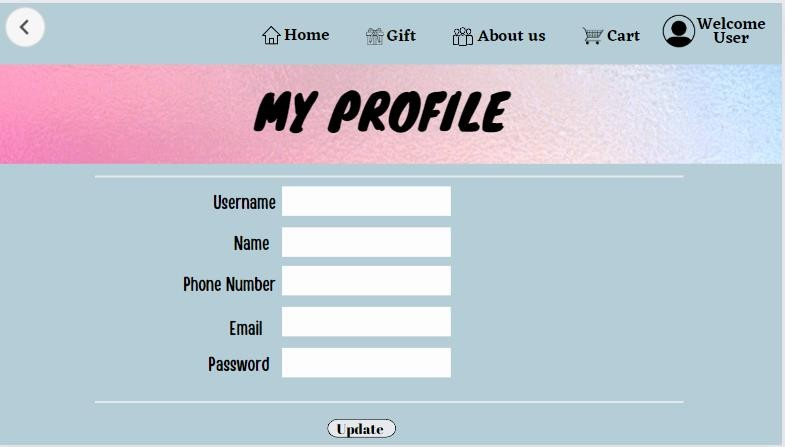 Home Gift About us Cart Welcome
User
MY PROFILE
Username
Name
Phone Number
Email
Password
Update